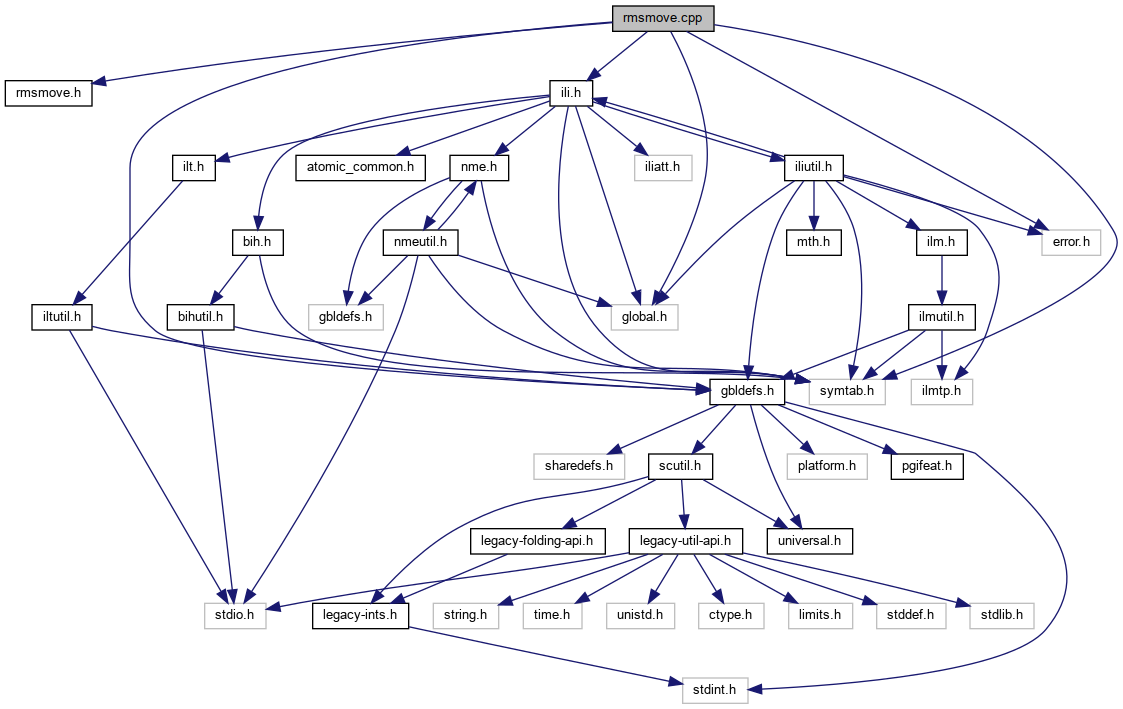 rmsmove.cpp
rmsmove.h
ili.h
ilt.h
atomic_common.h
nme.h
iliatt.h
iliutil.h
bih.h
nmeutil.h
mth.h
ilm.h
error.h
iltutil.h
bihutil.h
gbldefs.h
global.h
ilmutil.h
gbldefs.h
symtab.h
ilmtp.h
sharedefs.h
scutil.h
platform.h
pgifeat.h
legacy-folding-api.h
legacy-util-api.h
universal.h
stdio.h
legacy-ints.h
string.h
time.h
unistd.h
ctype.h
limits.h
stddef.h
stdlib.h
stdint.h